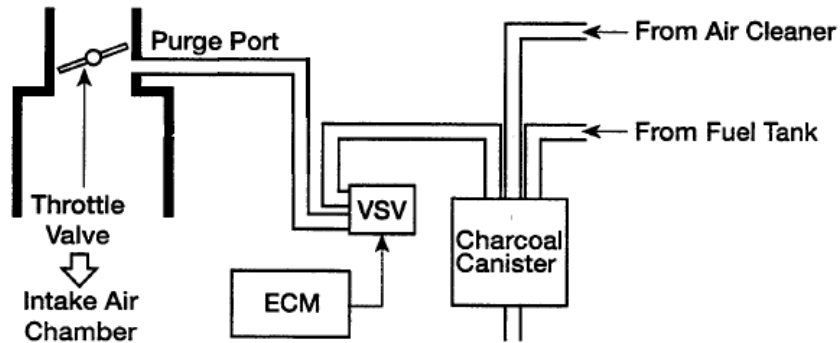 Purge Port
From Air Cleaner
From Fuel Tank
Throttle
Valve
VSV
Charcoal
Canister
Intake Air
Chamber
ECM